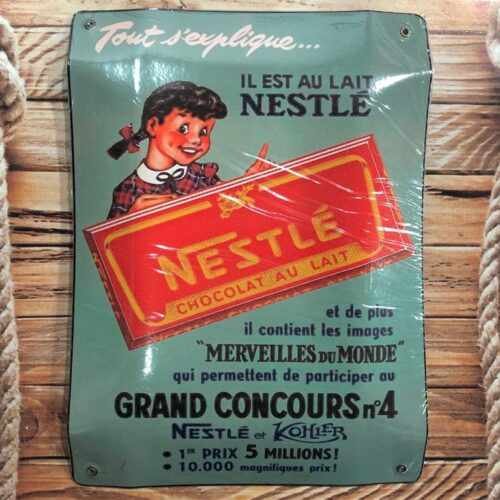 Tout s'explique...
IL EST AU LAIT
NESTLÉ
NESTLÉ
CHOCOLAT AU LAIT
et de plus
il contient les images
"MERVEILLES DU MONDE"
qui permettent de participer au
GRAND CONCOURS nº4
NESTLÉ et KOHLER
• 1ER PRIX 5 MILLIONS !
• 10.000 magnifiques prix !